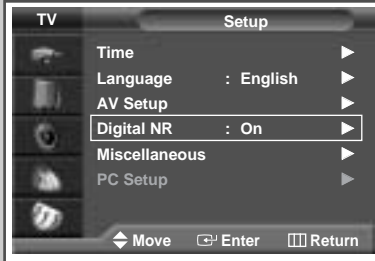 TV Setup
Time
Language : English
AV Setup
Digital NR : On
Miscellaneous
PC Setup
Move Enter Return